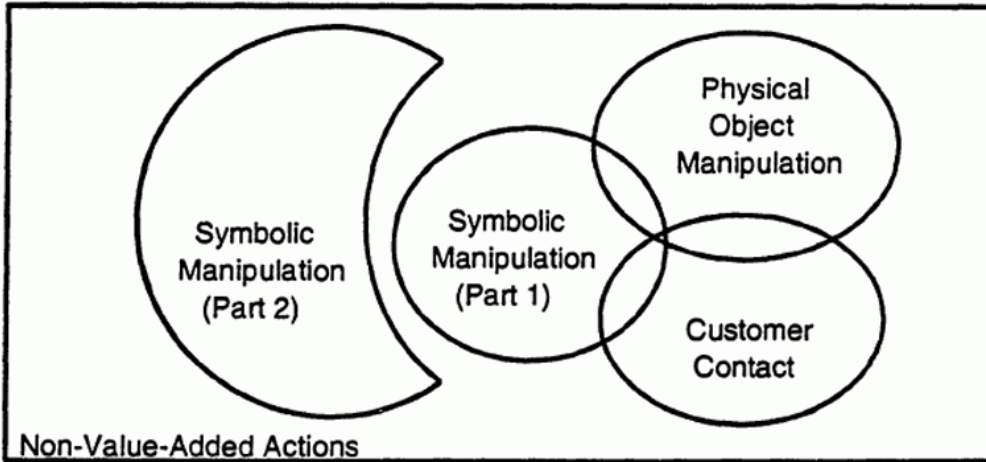 Physical
Object
Manipulation
Symbolic
Manipulation
(Part 2)
Symbolic
Manipulation
(Part 1)
Customer
Contact
Non-Value-Added Actions